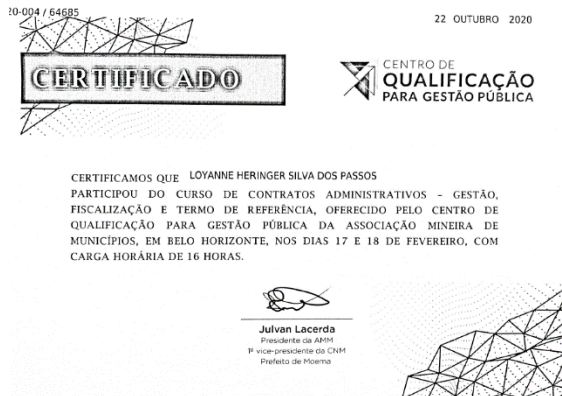 20-004 / 64685
22 OUTUBRO 2020
CERTIFICADO
CENTRO DE
QUALIFICAÇÃO
PARA GESTÃO PÚBLICA
CERTIFICAMOS QUE LOYANNE HERINGER SILVA DOS PASSOS
PARTICIPOU DO CURSO DE CONTRATOS ADMINISTRATIVOS – GESTÃO,
FISCALIZAÇÃO E TERMO DE REFERÊNCIA, OFERECIDO PELO CENTRO DE
QUALIFICAÇÃO PARA GESTÃO PÚBLICA DA ASSOCIAÇÃO MINEIRA DE
MUNICÍPIOS, EM BELO HORIZONTE, NOS DIAS 17 E 18 DE FEVEREIRO, COM
CARGA HORÁRIA DE 16 HORAS.
Julvan Lacerda
Presidente da AMM
1º vice-presidente da CNM
Prefeito de Moema